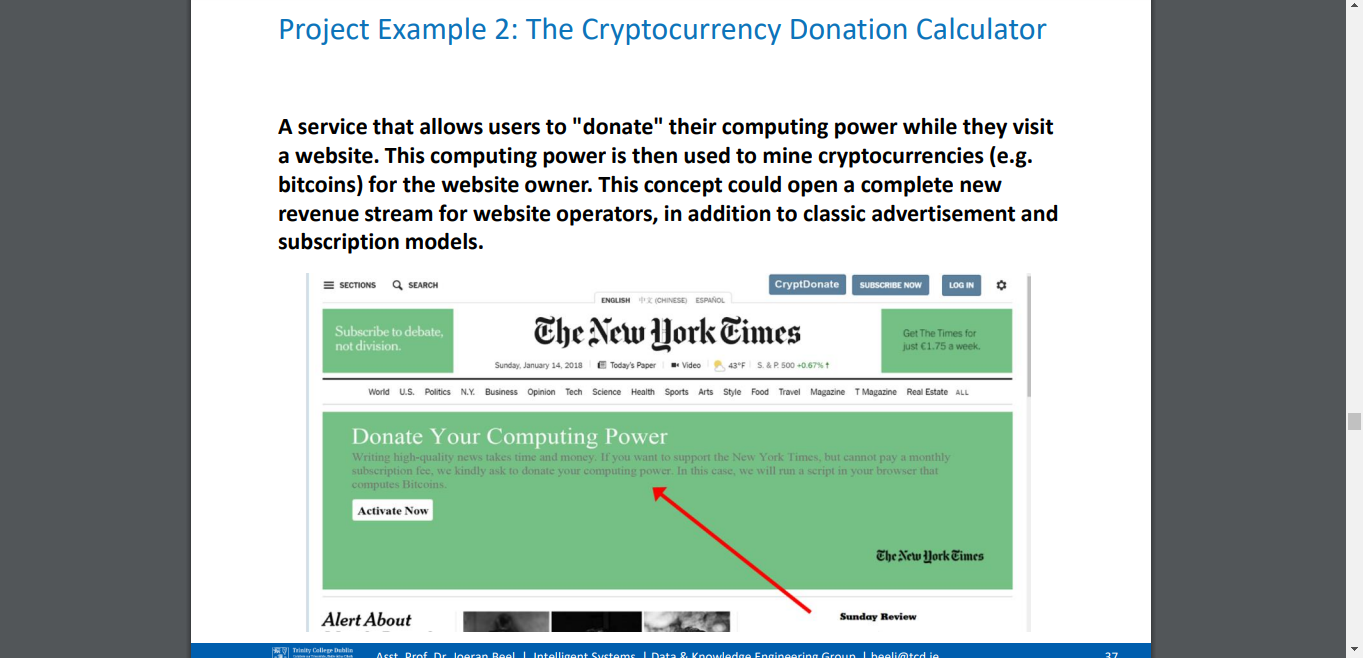 Project Example 2: The Cryptocurrency Donation Calculator
A service that allows users to "donate" their computing power while they visit
a website. This computing power is then used to mine cryptocurrencies (e.g.
bitcoins) for the website owner. This concept could open a complete new
revenue stream for website operators, in addition to classic advertisement and
subscription models.
SECTIONS SEARCH CryptDonate SUBSCRIBE NOW LOG IN
ENGLISH 中文 (CHINESE) ESPAÑOL
Subscribe to debate,
not division.
The New York Times
Get The Times for
just €1.75 a week.
Sunday, January 14, 2018 Today's Paper Video 43°F S. & P. 500 +0.67% ↑
World U.S. Politics N.Y. Business Opinion Tech Science Health Sports Arts Style Food Travel Magazine T Magazine Real Estate ALL
Donate Your Computing Power
Writing high-quality news takes time and money. If you want to support the New York Times, but cannot pay a monthly
subscription fee, we kindly ask to donate your computing power. In this case, we will run a script in your browser that
computes Bitcoins.
Activate Now
The New York Times
Alert About
Sunday Review
Trinity College Dublin
Asst. Prof. Dr. Joeran Beel | Intelligent Systems | Data & Knowledge Engineering Group | beelj@tcd.ie 37